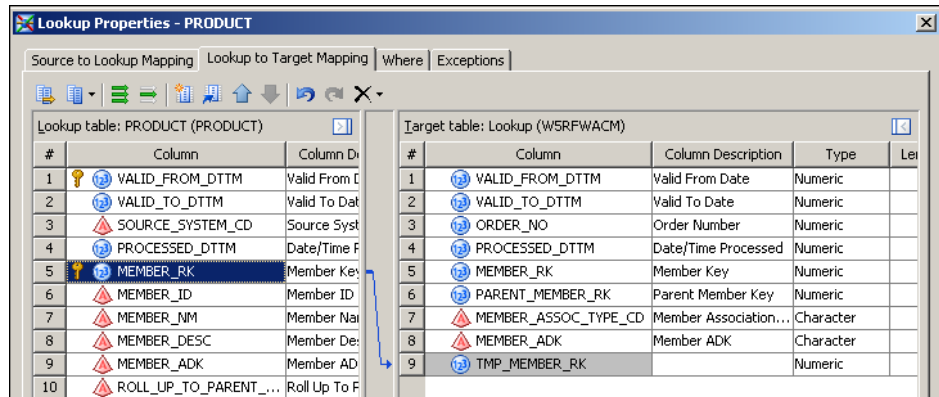 Lookup Properties - PRODUCT
Source to Lookup Mapping Lookup to Target Mapping Where Exceptions
Lookup table: PRODUCT (PRODUCT) Target table: Lookup (W5RFWACM)
# Column Column De # Column Column Description Type Ler
1 VALID_FROM_DTTM Valid From D 1 VALID_FROM_DTTM Valid From Date Numeric
2 VALID_TO_DTTM Valid To Dat 2 VALID_TO_DTTM Valid To Date Numeric
3 SOURCE_SYSTEM_CD Source Syst 3 ORDER_NO Order Number Numeric
4 PROCESSED_DTTM Date/Time P 4 PROCESSED_DTTM Date/Time Processed Numeric
5 MEMBER_RK Member Key 5 MEMBER_RK Member Key Numeric
6 MEMBER_ID Member ID 6 PARENT_MEMBER_RK Parent Member Key Numeric
7 MEMBER_NM Member Nar 7 MEMBER_ASSOC_TYPE_CD Member Association... Character
8 MEMBER_DESC Member Des 8 MEMBER_ADK Member ADK Character
9 MEMBER_ADK Member AD 9 TMP_MEMBER_RK Numeric
10 ROLL_UP_TO_PARENT_... Roll Up To P